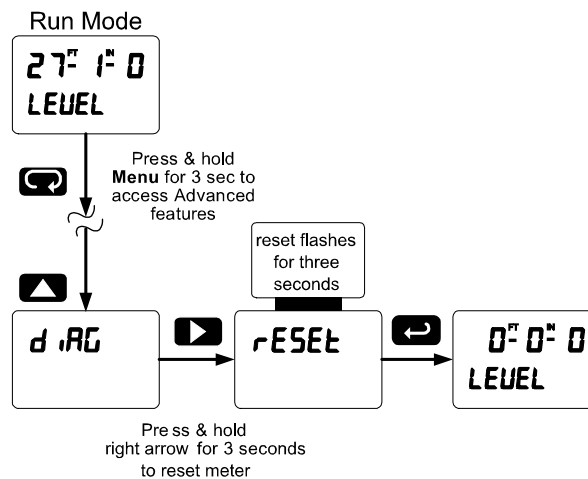 Run Mode
27FT- 1IN- 0
LEVEL
Press & hold
Menu for 3 sec to
access Advanced
features
reset flashes
for three
seconds
diAG
rESEt
0FT- 0IN- 0
LEVEL
Press & hold
right arrow for 3 seconds
to reset meter